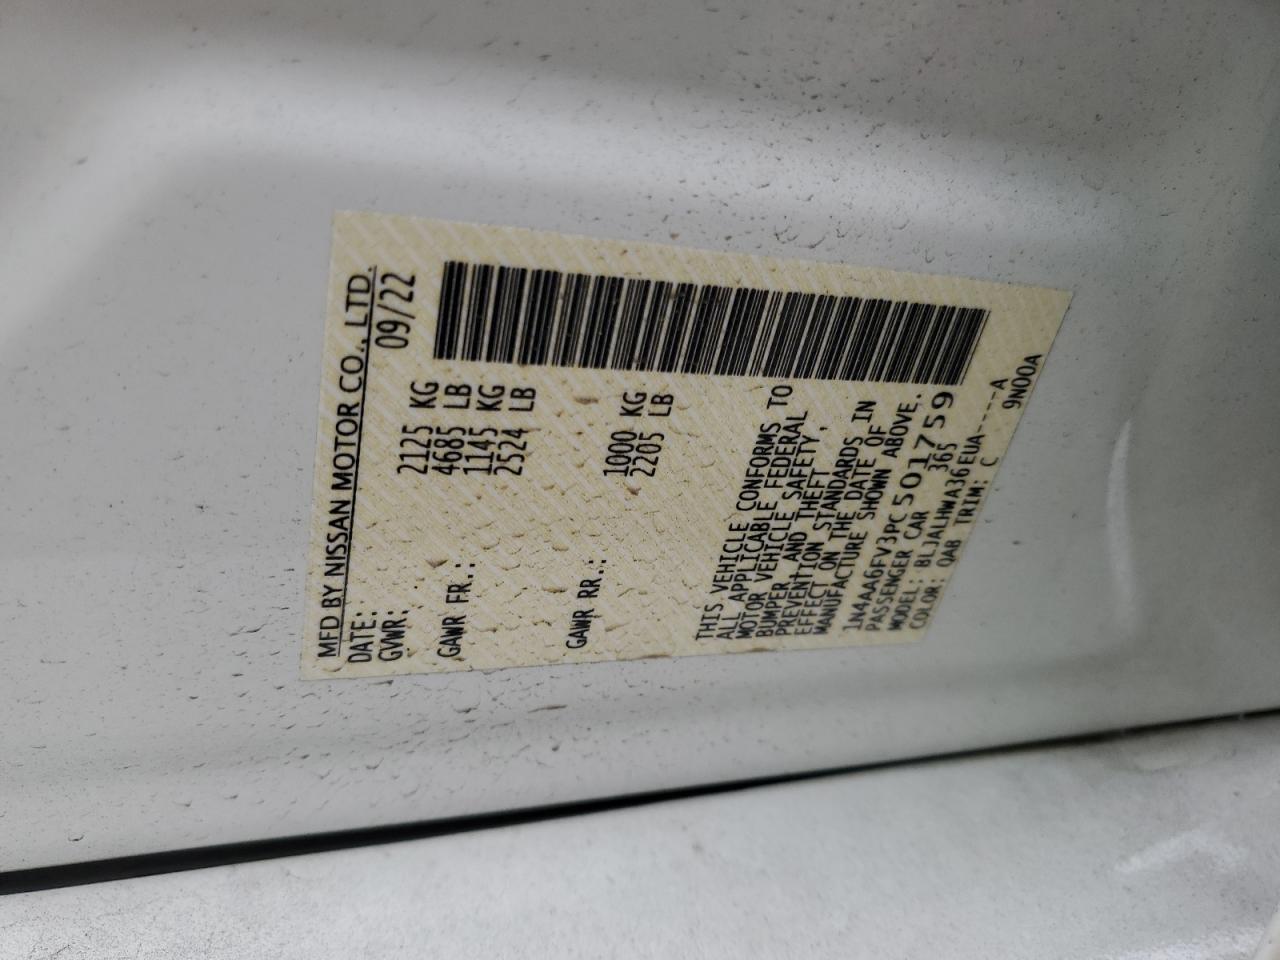 MFD BY NISSAN MOTOR CO., LTD.
DATE: 09/22
GVWR: 2125 KG
4685 LB
GAWR FR.: 1145 KG
2524 LB
GAWR RR.: 1000 KG
2205 LB
THIS VEHICLE CONFORMS TO
ALL APPLICABLE FEDERAL
MOTOR VEHICLE SAFETY,
BUMPER, AND THEFT
PREVENTION STANDARDS IN
EFFECT ON THE DATE OF
MANUFACTURE SHOWN ABOVE.
1N4AA6FV3PC501759
PASSENGER CAR 365
MODEL: BLJALHWA36EUA-----A
COLOR: QAB TRIM: C 9N00A